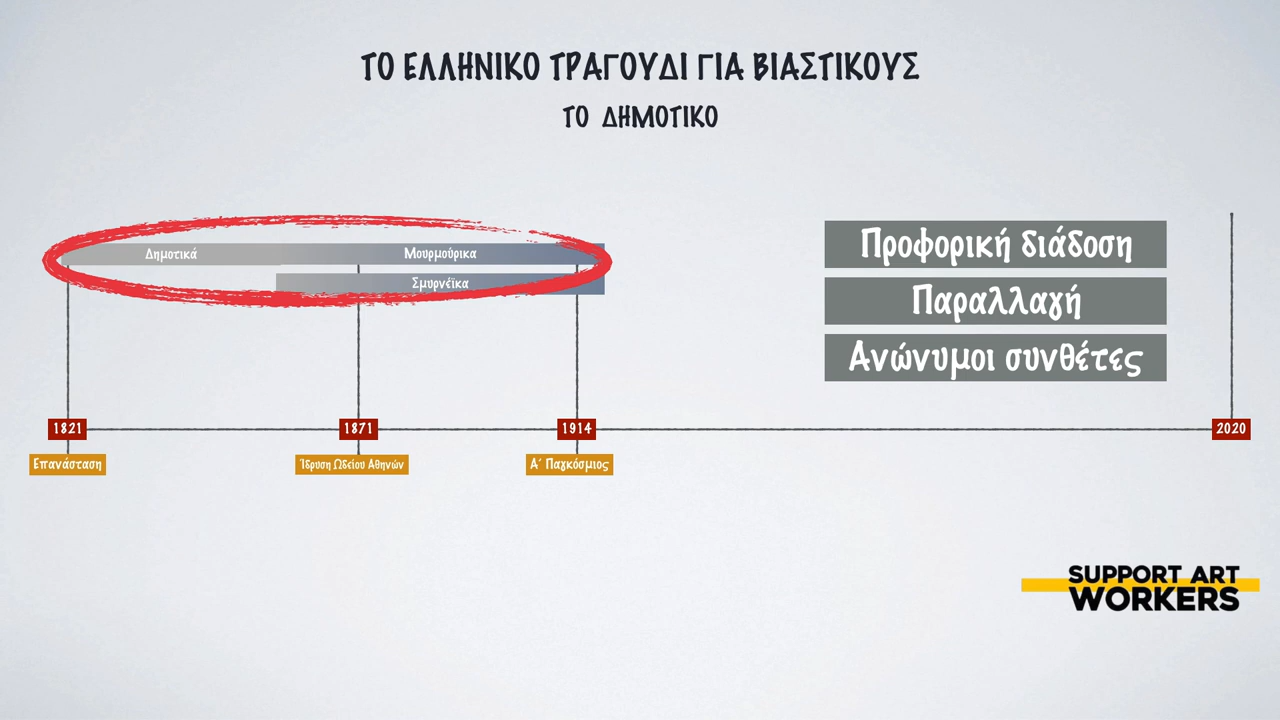 ΤΟ ΕΛΛΗΝΙΚΟ ΤΡΑΓΟΥΔΙ ΓΙΑ ΒΙΑΣΤΙΚΟΥΣ
ΤΟ ΔΗΜΟΤΙΚΟ
Δημοτικά
Μουρμούρικα
Σμυρνέϊκα
Προφορική διάδοση
Παραλλαγή
Ανώνυμοι συνθέτες
1821
1871
1914
2020
Επανάσταση
Ίδρυση Ωδείου Αθηνών
Α΄ Παγκόσμιος
SUPPORT ART
WORKERS